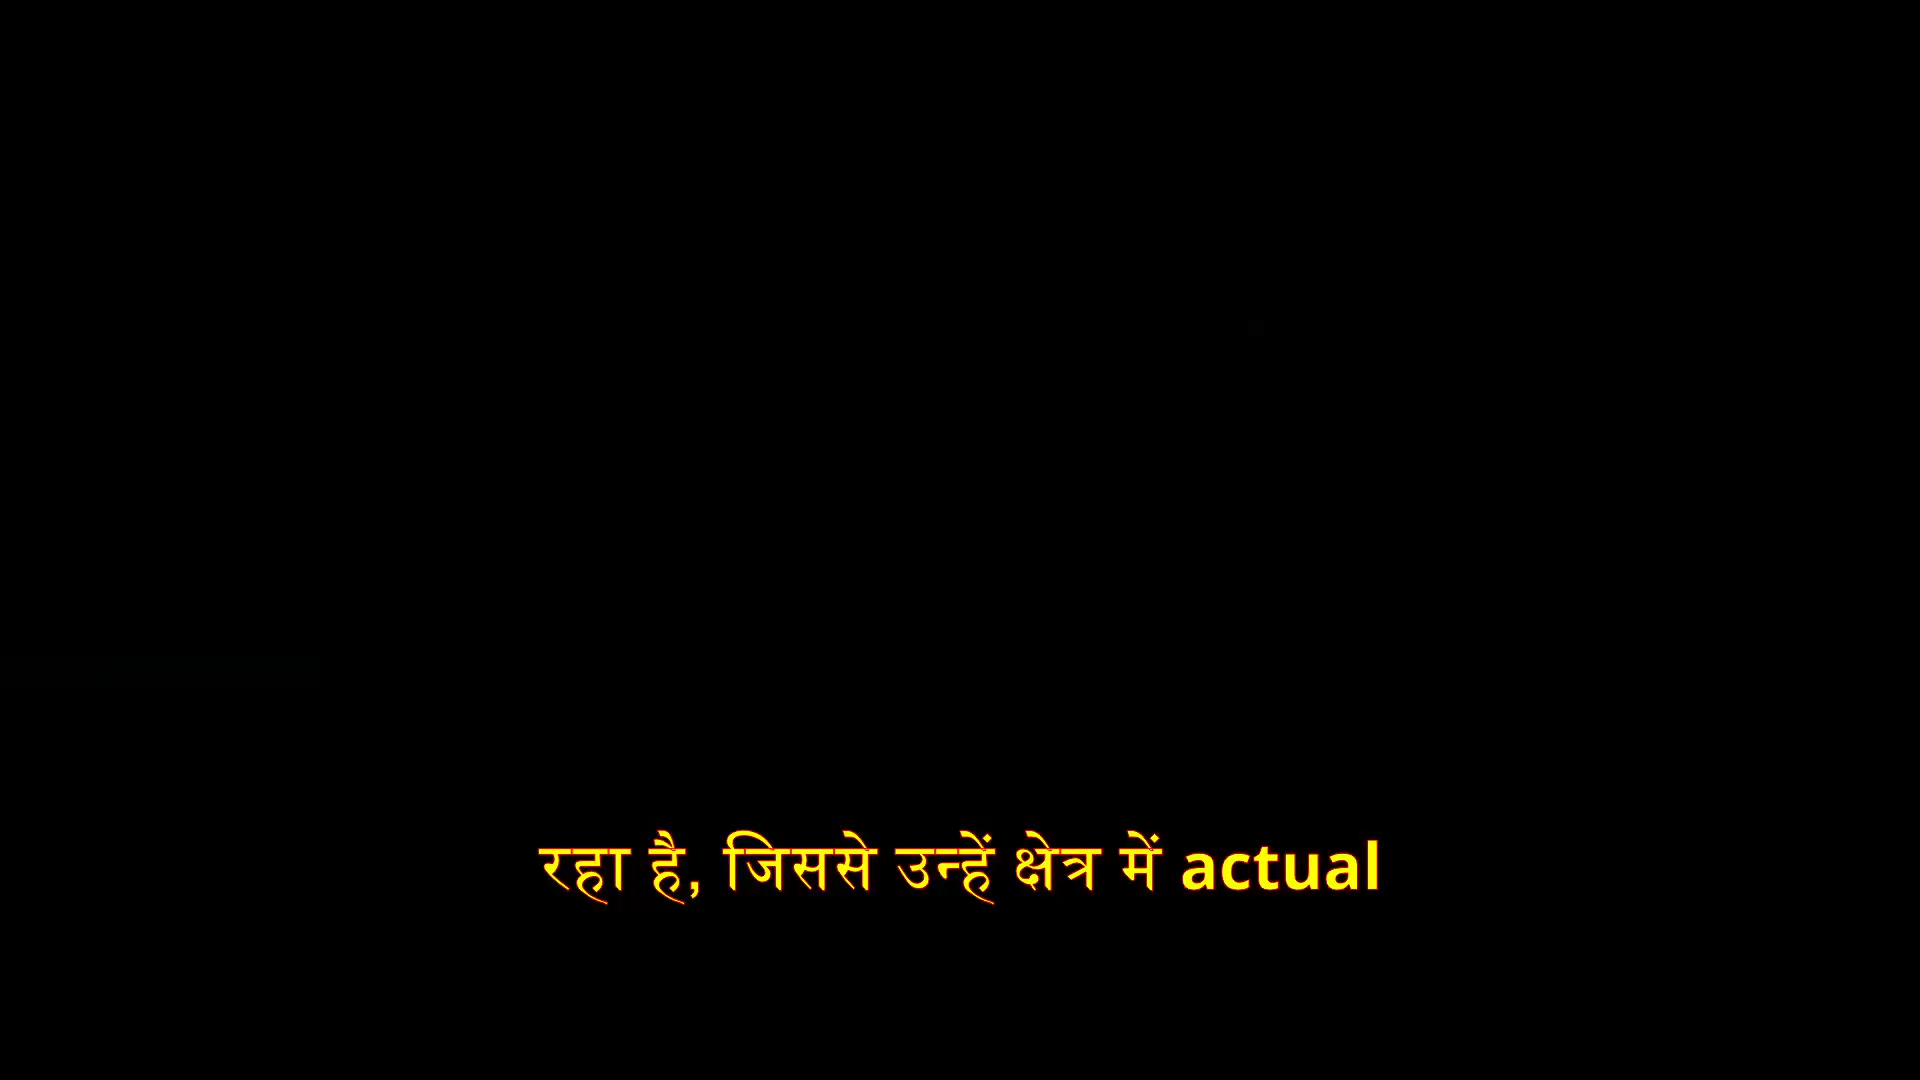 रहा है, जिससे उन्हें क्षेत्र में actual